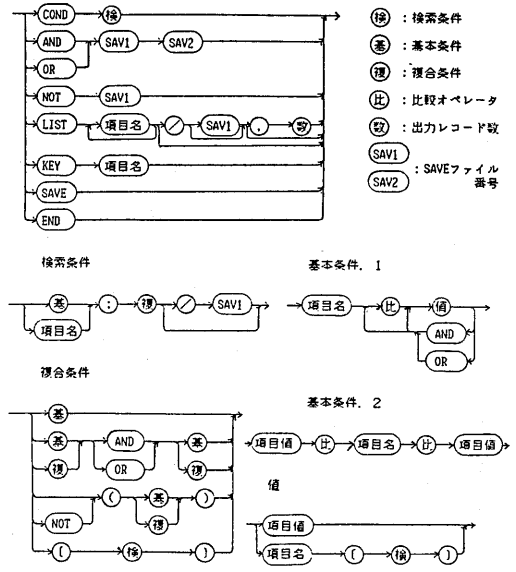 COND 検
AND SAV1 SAV2
OR
NOT SAV1
LIST 項目名 / SAV1 , 数
KEY 項目名
SAVE
END
検 : 検索条件
基 : 基本条件
複 : 複合条件
比 : 比較オペレータ
数 : 出力レコード数
SAV1
SAV2
: SAVEファイル
番号
検索条件
基 : 複 / SAV1
項目名
基本条件. 1
項目名 比 値
AND
OR
複合条件
基
基 AND 基
複 OR 複
( 基 )
NOT 複
[ 検 ]
基本条件. 2
項目値 比 項目名 比 項目値
値
項目値
項目名 [ 検 ]